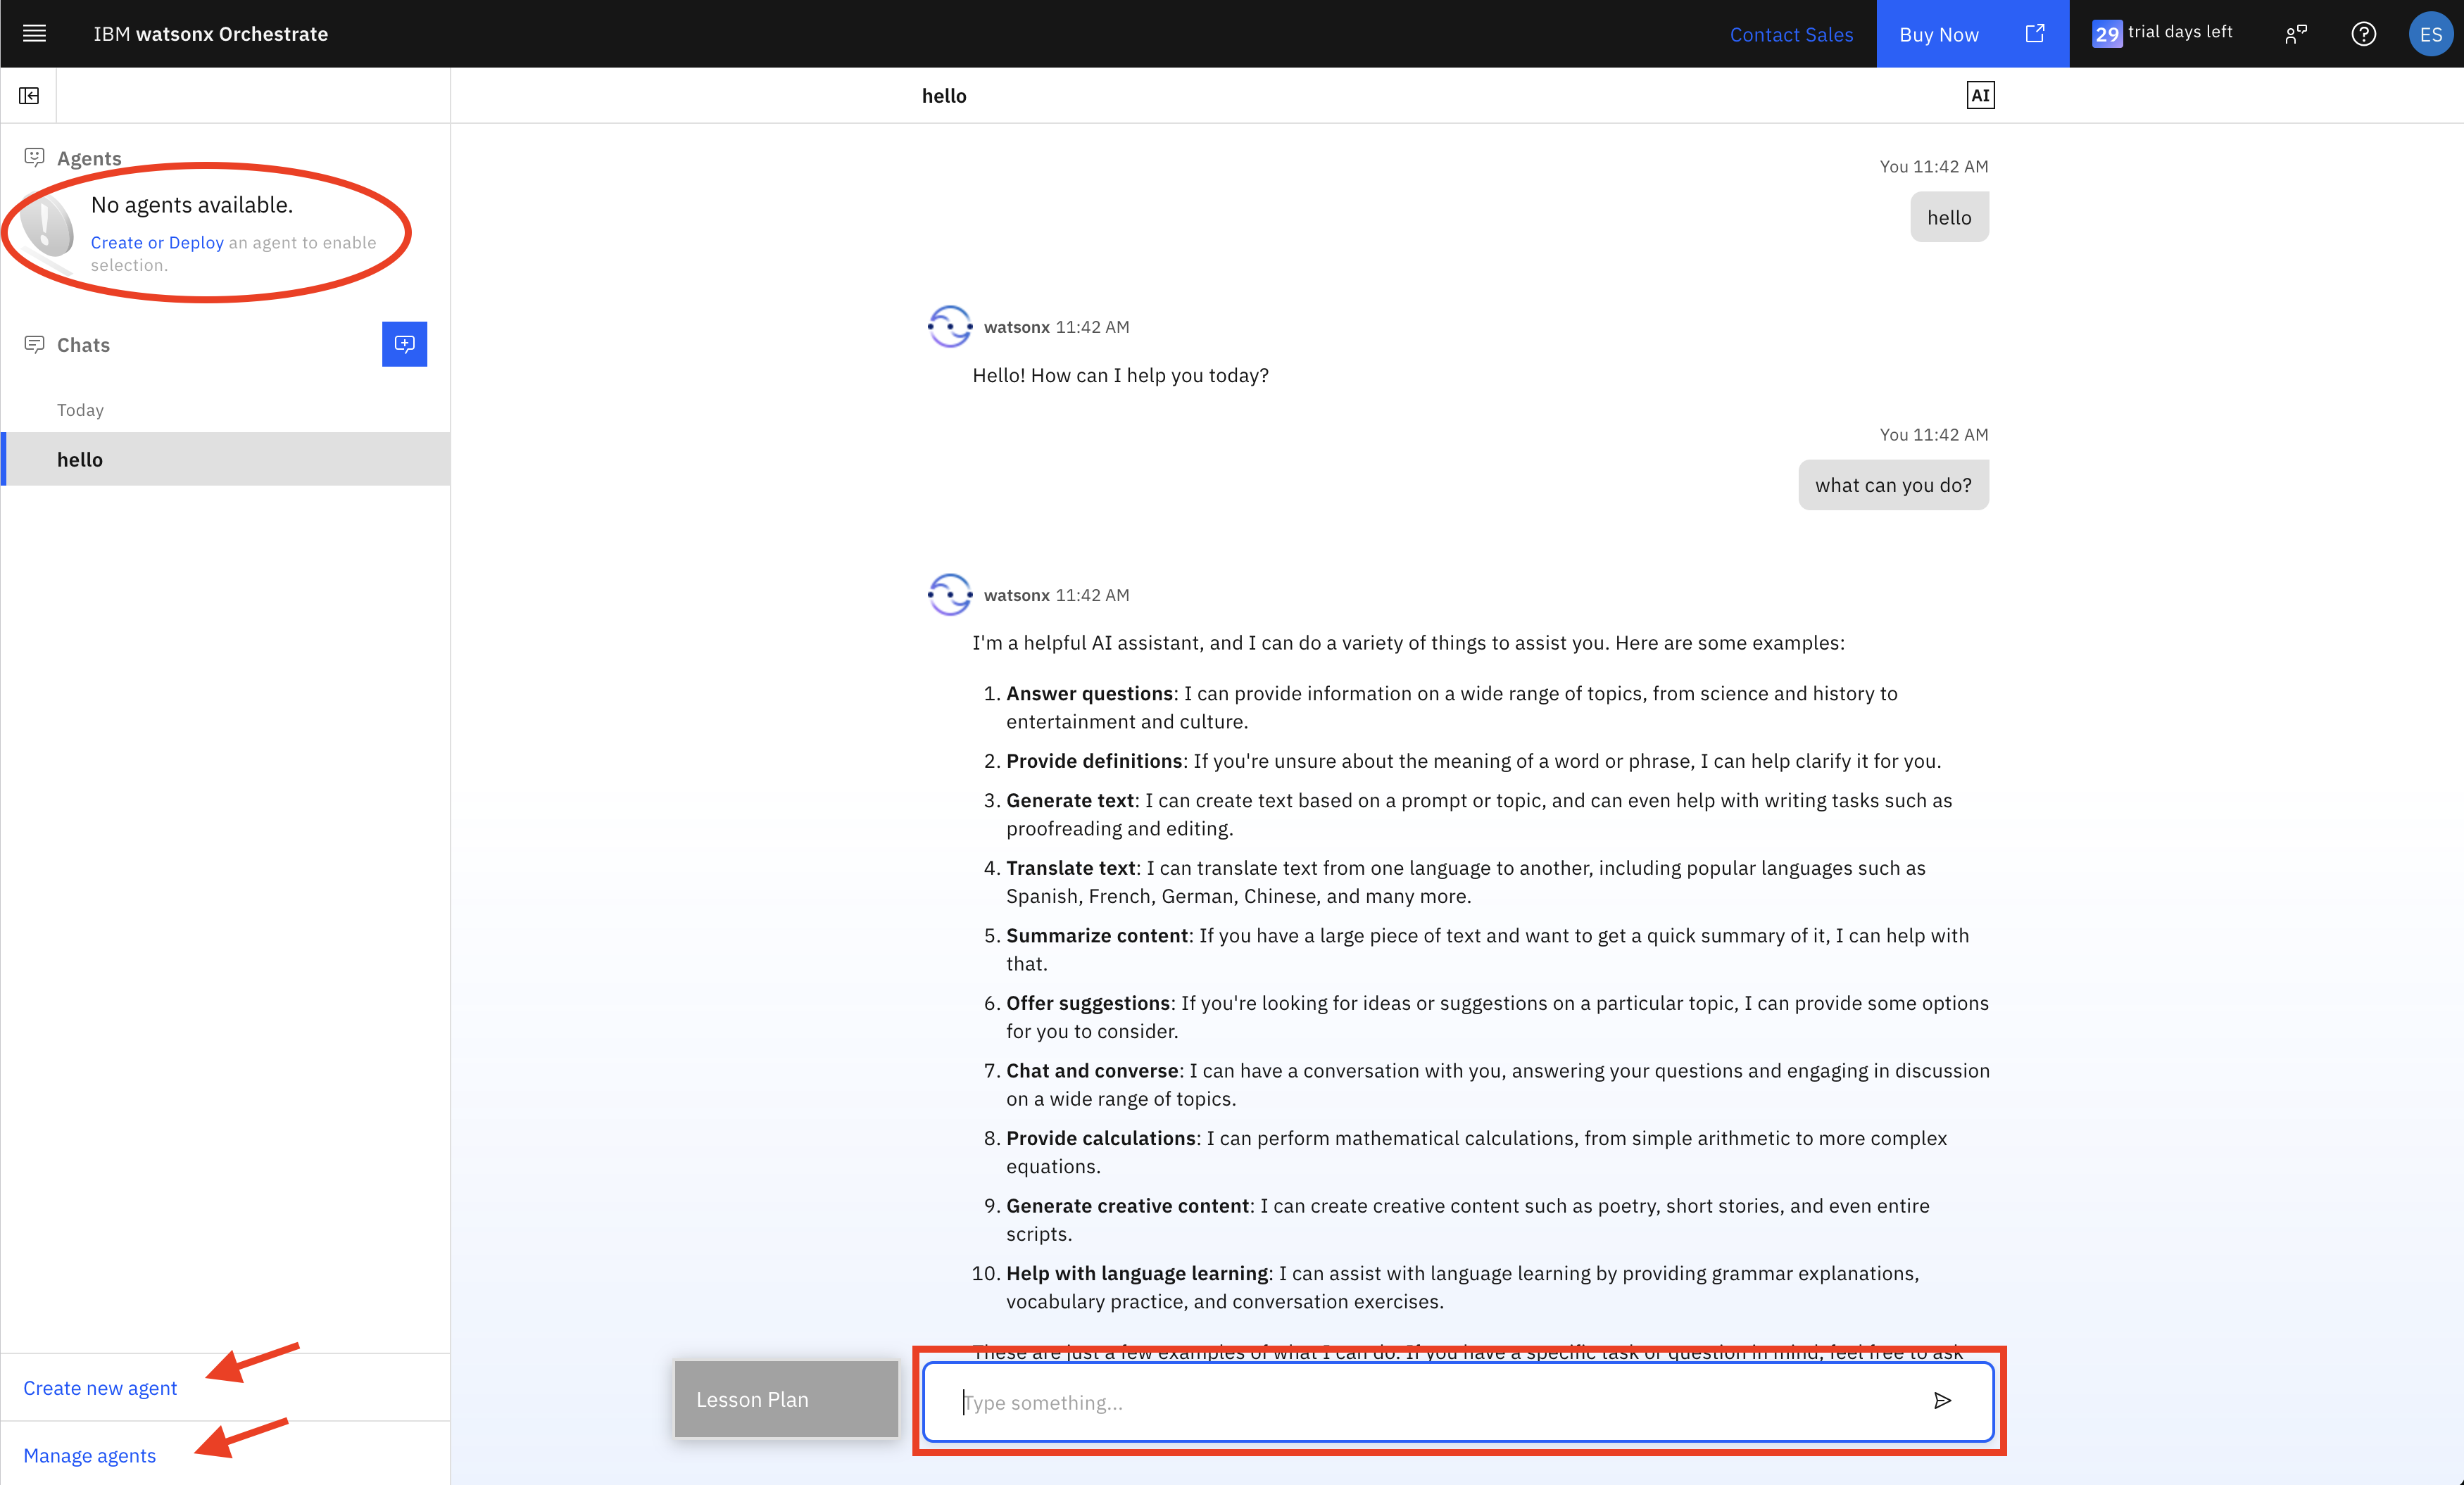 IBM watsonx Orchestrate
Contact Sales
Buy Now
29 trial days left
ES
hello
AI
Agents
No agents available.
Create or Deploy an agent to enable
selection.
Chats
Today
hello
You 11:42 AM
hello
watsonx 11:42 AM
Hello! How can I help you today?
You 11:42 AM
what can you do?
watsonx 11:42 AM
I'm a helpful AI assistant, and I can do a variety of things to assist you. Here are some examples:
1. Answer questions: I can provide information on a wide range of topics, from science and history to
entertainment and culture.
2. Provide definitions: If you're unsure about the meaning of a word or phrase, I can help clarify it for you.
3. Generate text: I can create text based on a prompt or topic, and can even help with writing tasks such as
proofreading and editing.
4. Translate text: I can translate text from one language to another, including popular languages such as
Spanish, French, German, Chinese, and many more.
5. Summarize content: If you have a large piece of text and want to get a quick summary of it, I can help with
that.
6. Offer suggestions: If you're looking for ideas or suggestions on a particular topic, I can provide some options
for you to consider.
7. Chat and converse: I can have a conversation with you, answering your questions and engaging in discussion
on a wide range of topics.
8. Provide calculations: I can perform mathematical calculations, from simple arithmetic to more complex
equations.
9. Generate creative content: I can create creative content such as poetry, short stories, and even entire
scripts.
10. Help with language learning: I can assist with language learning by providing grammar explanations,
vocabulary practice, and conversation exercises.
These are just a few examples of what I can do. If you have a specific task or question in mind, feel free to ask
Lesson Plan
Type something...
Create new agent
Manage agents